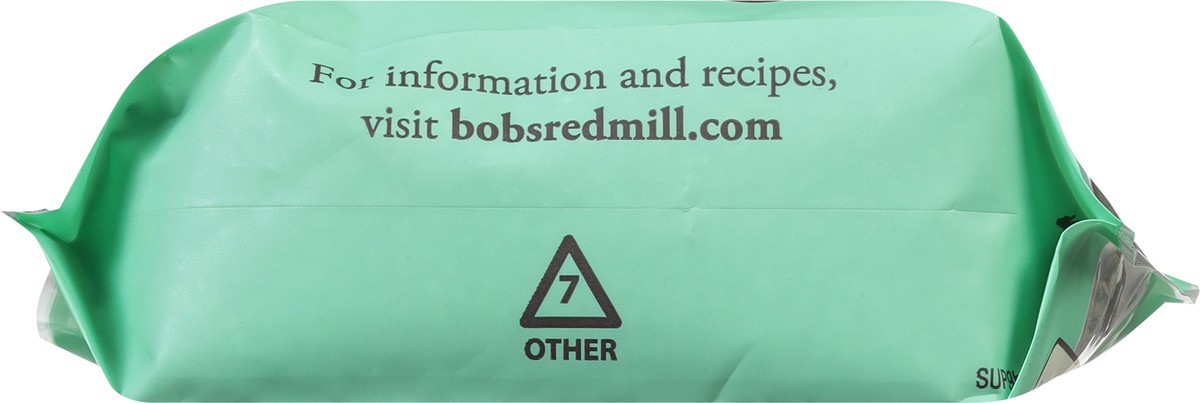 For information and recipes,
visit bobsredmill.com
7
OTHER